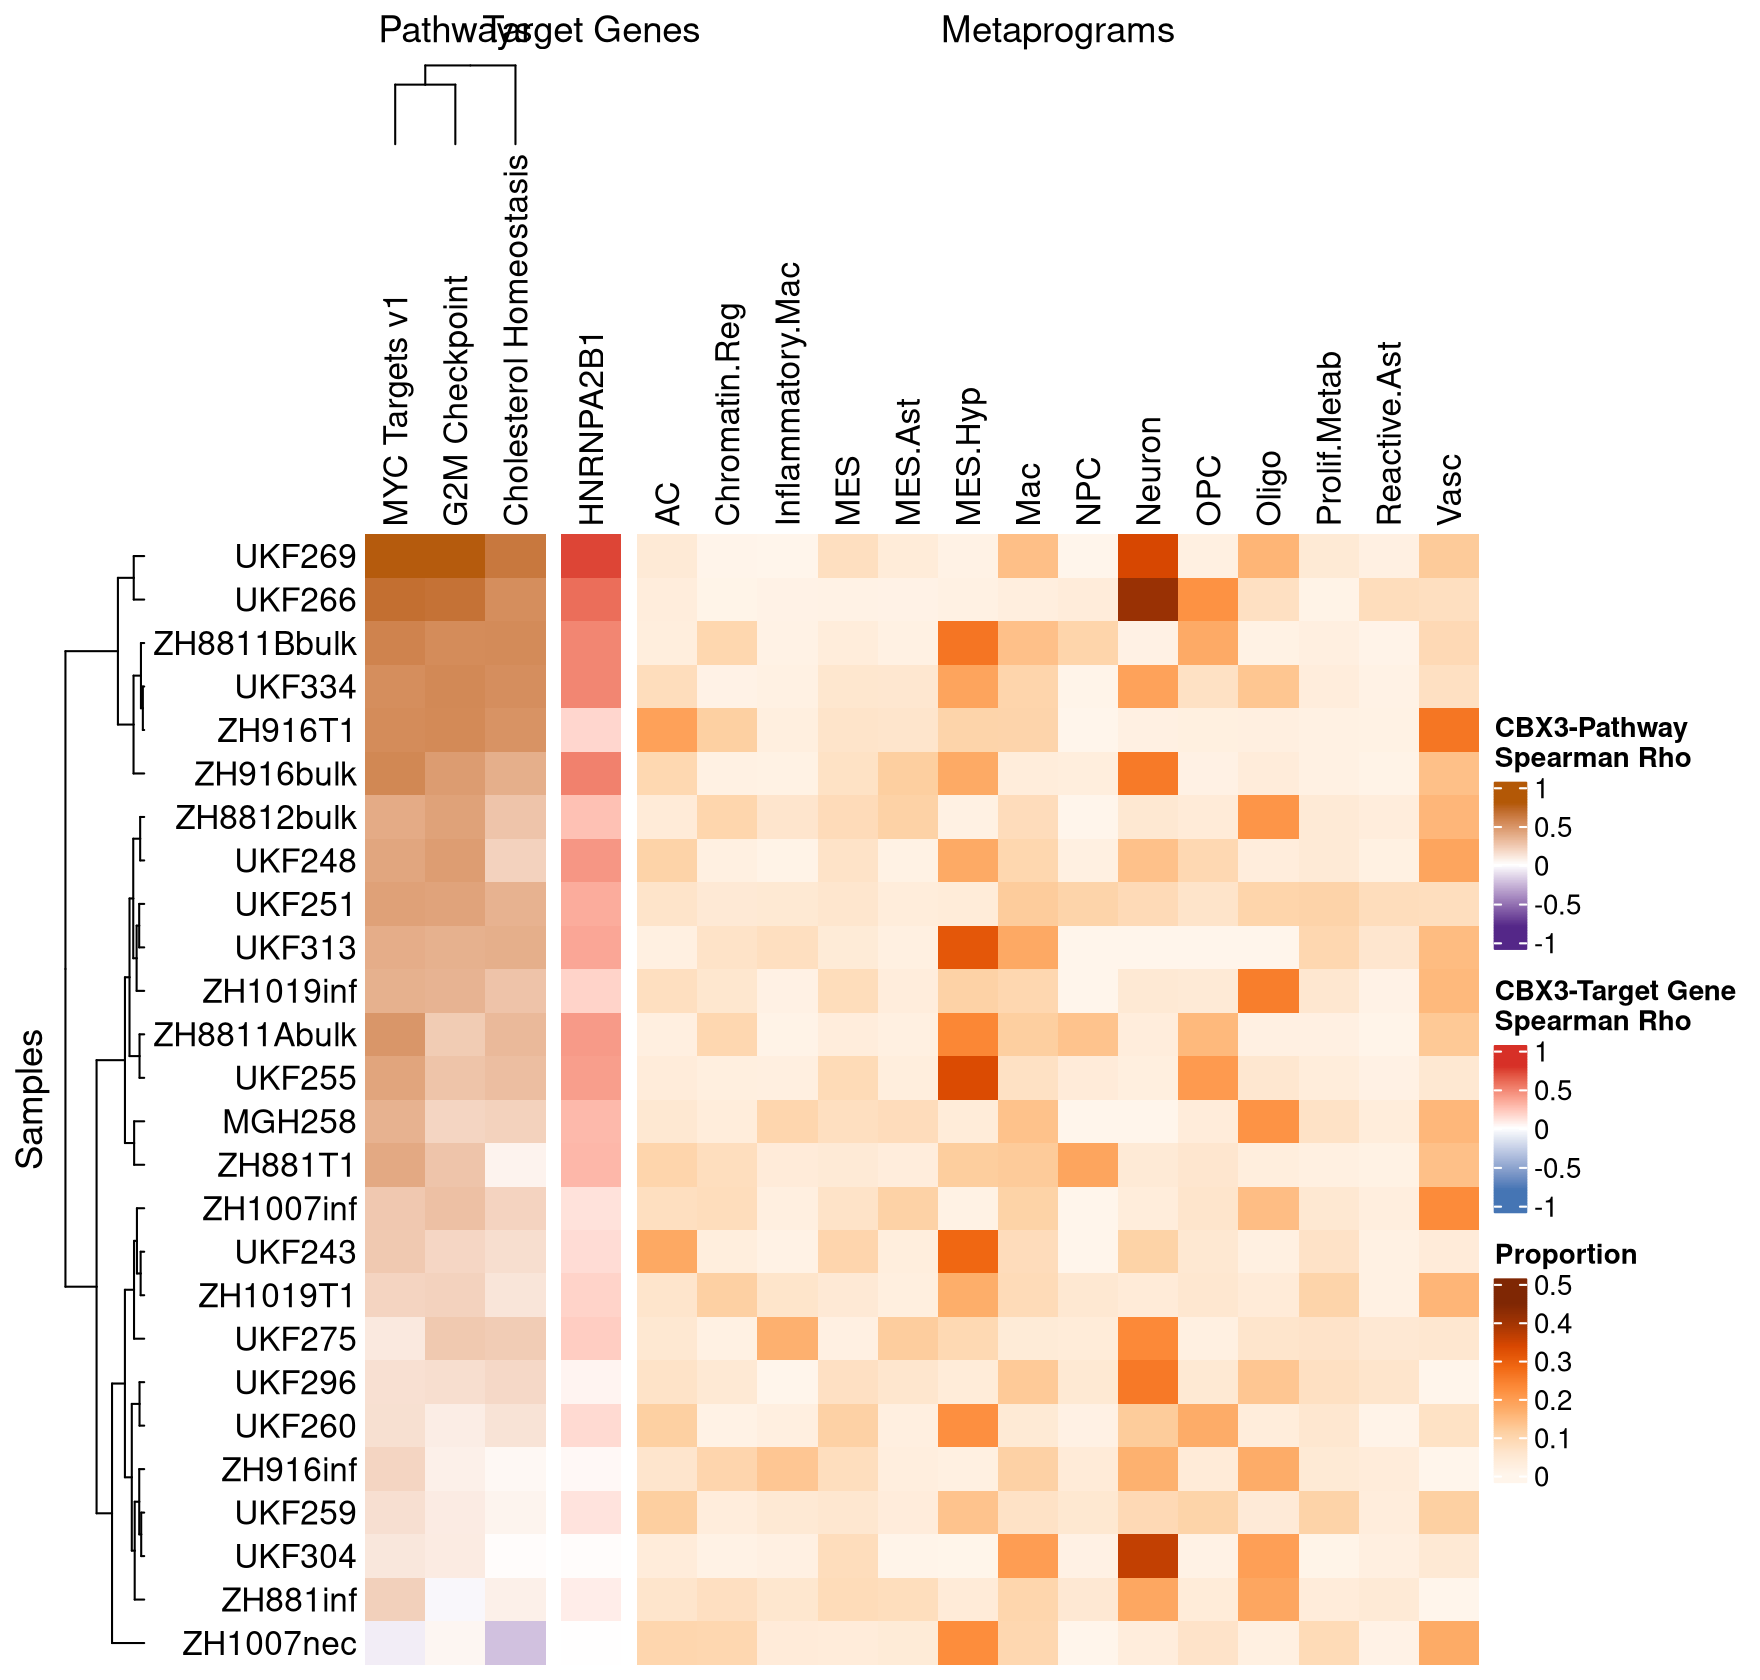 Pathways Target Genes Metaprograms
MYC Targets v1
G2M Checkpoint
Cholesterol Homeostasis
HNRNPA2B1
AC
Chromatin.Reg
Inflammatory.Mac
MES
MES.Ast
MES.Hyp
Mac
NPC
Neuron
OPC
Oligo
Prolif.Metab
Reactive.Ast
Vasc
Samples
UKF269
UKF266
ZH8811Bbulk
UKF334
ZH916T1
ZH916bulk
ZH8812bulk
UKF248
UKF251
UKF313
ZH1019inf
ZH8811Abulk
UKF255
MGH258
ZH881T1
ZH1007inf
UKF243
ZH1019T1
UKF275
UKF296
UKF260
ZH916inf
UKF259
UKF304
ZH881inf
ZH1007nec
CBX3-Pathway
Spearman Rho
1
0.5
0
-0.5
-1
CBX3-Target Gene
Spearman Rho
1
0.5
0
-0.5
-1
Proportion
0.5
0.4
0.3
0.2
0.1
0